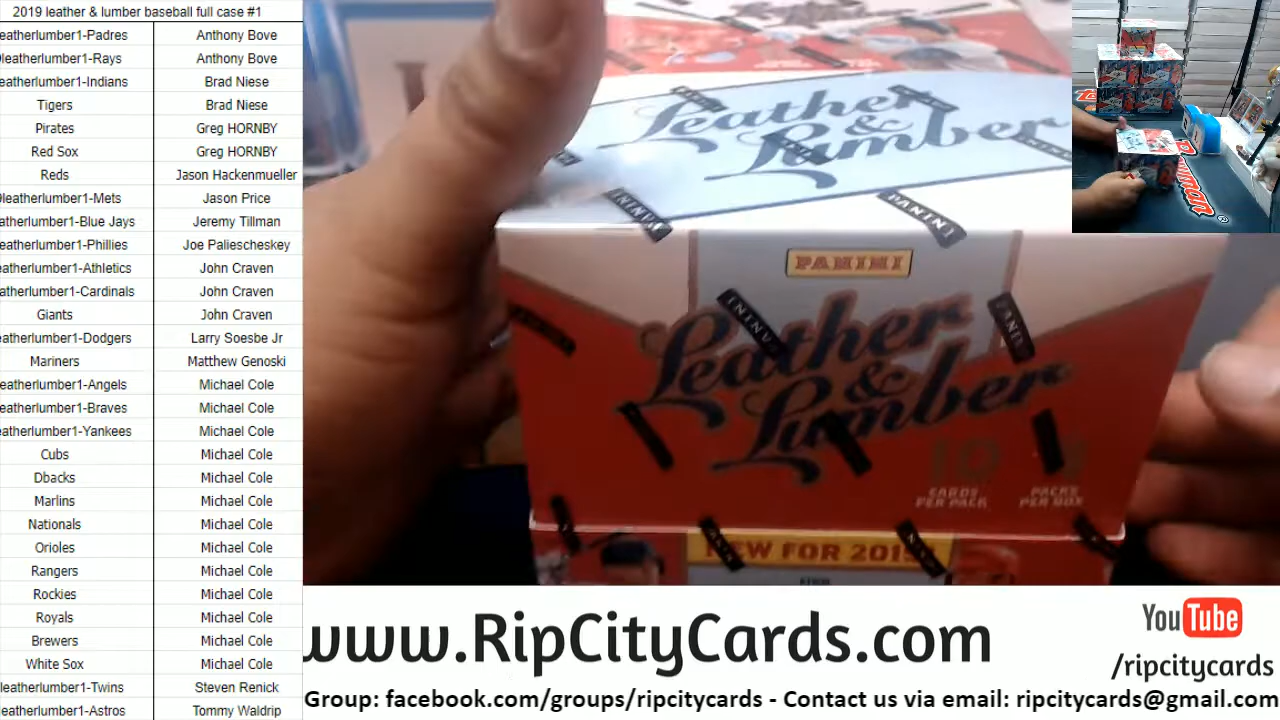 2019 leather & lumber baseball full case #1
eatherlumber1-Padres Anthony Bove
leatherlumber1-Rays Anthony Bove
eatherlumber1-Indians Brad Niese
Tigers Brad Niese
Pirates Greg HORNBY
Red Sox Greg HORNBY
Reds Jason Hackenmueller
9leatherlumber1-Mets Jason Price
atherlumber1-Blue Jays Jeremy Tillman
eatherlumber1-Phillies Joe Paliescheskey
eatherlumber1-Athletics John Craven
atherlumber1-Cardinals John Craven
Giants John Craven
eatherlumber1-Dodgers Larry Soesbe Jr
Mariners Matthew Genoski
eatherlumber1-Angels Michael Cole
eatherlumber1-Braves Michael Cole
eatherlumber1-Yankees Michael Cole
Cubs Michael Cole
Dbacks Michael Cole
Marlins Michael Cole
Nationals Michael Cole
Orioles Michael Cole
Rangers Michael Cole
Rockies Michael Cole
Royals Michael Cole
Brewers Michael Cole
White Sox Michael Cole
leatherlumber1-Twins Steven Renick
eatherlumber1-Astros Tommy Waldrip
Leather
&
Lumber
PANINI
PANINI
PANINI
Leather
&
Lumber
PANINI
10
CARDS PER PACK
PACKS PER BOX
NEW FOR 2019
www.RipCityCards.com
YouTube
/ripcitycards
Group: facebook.com/groups/ripcitycards - Contact us via email: ripcitycards@gmail.com